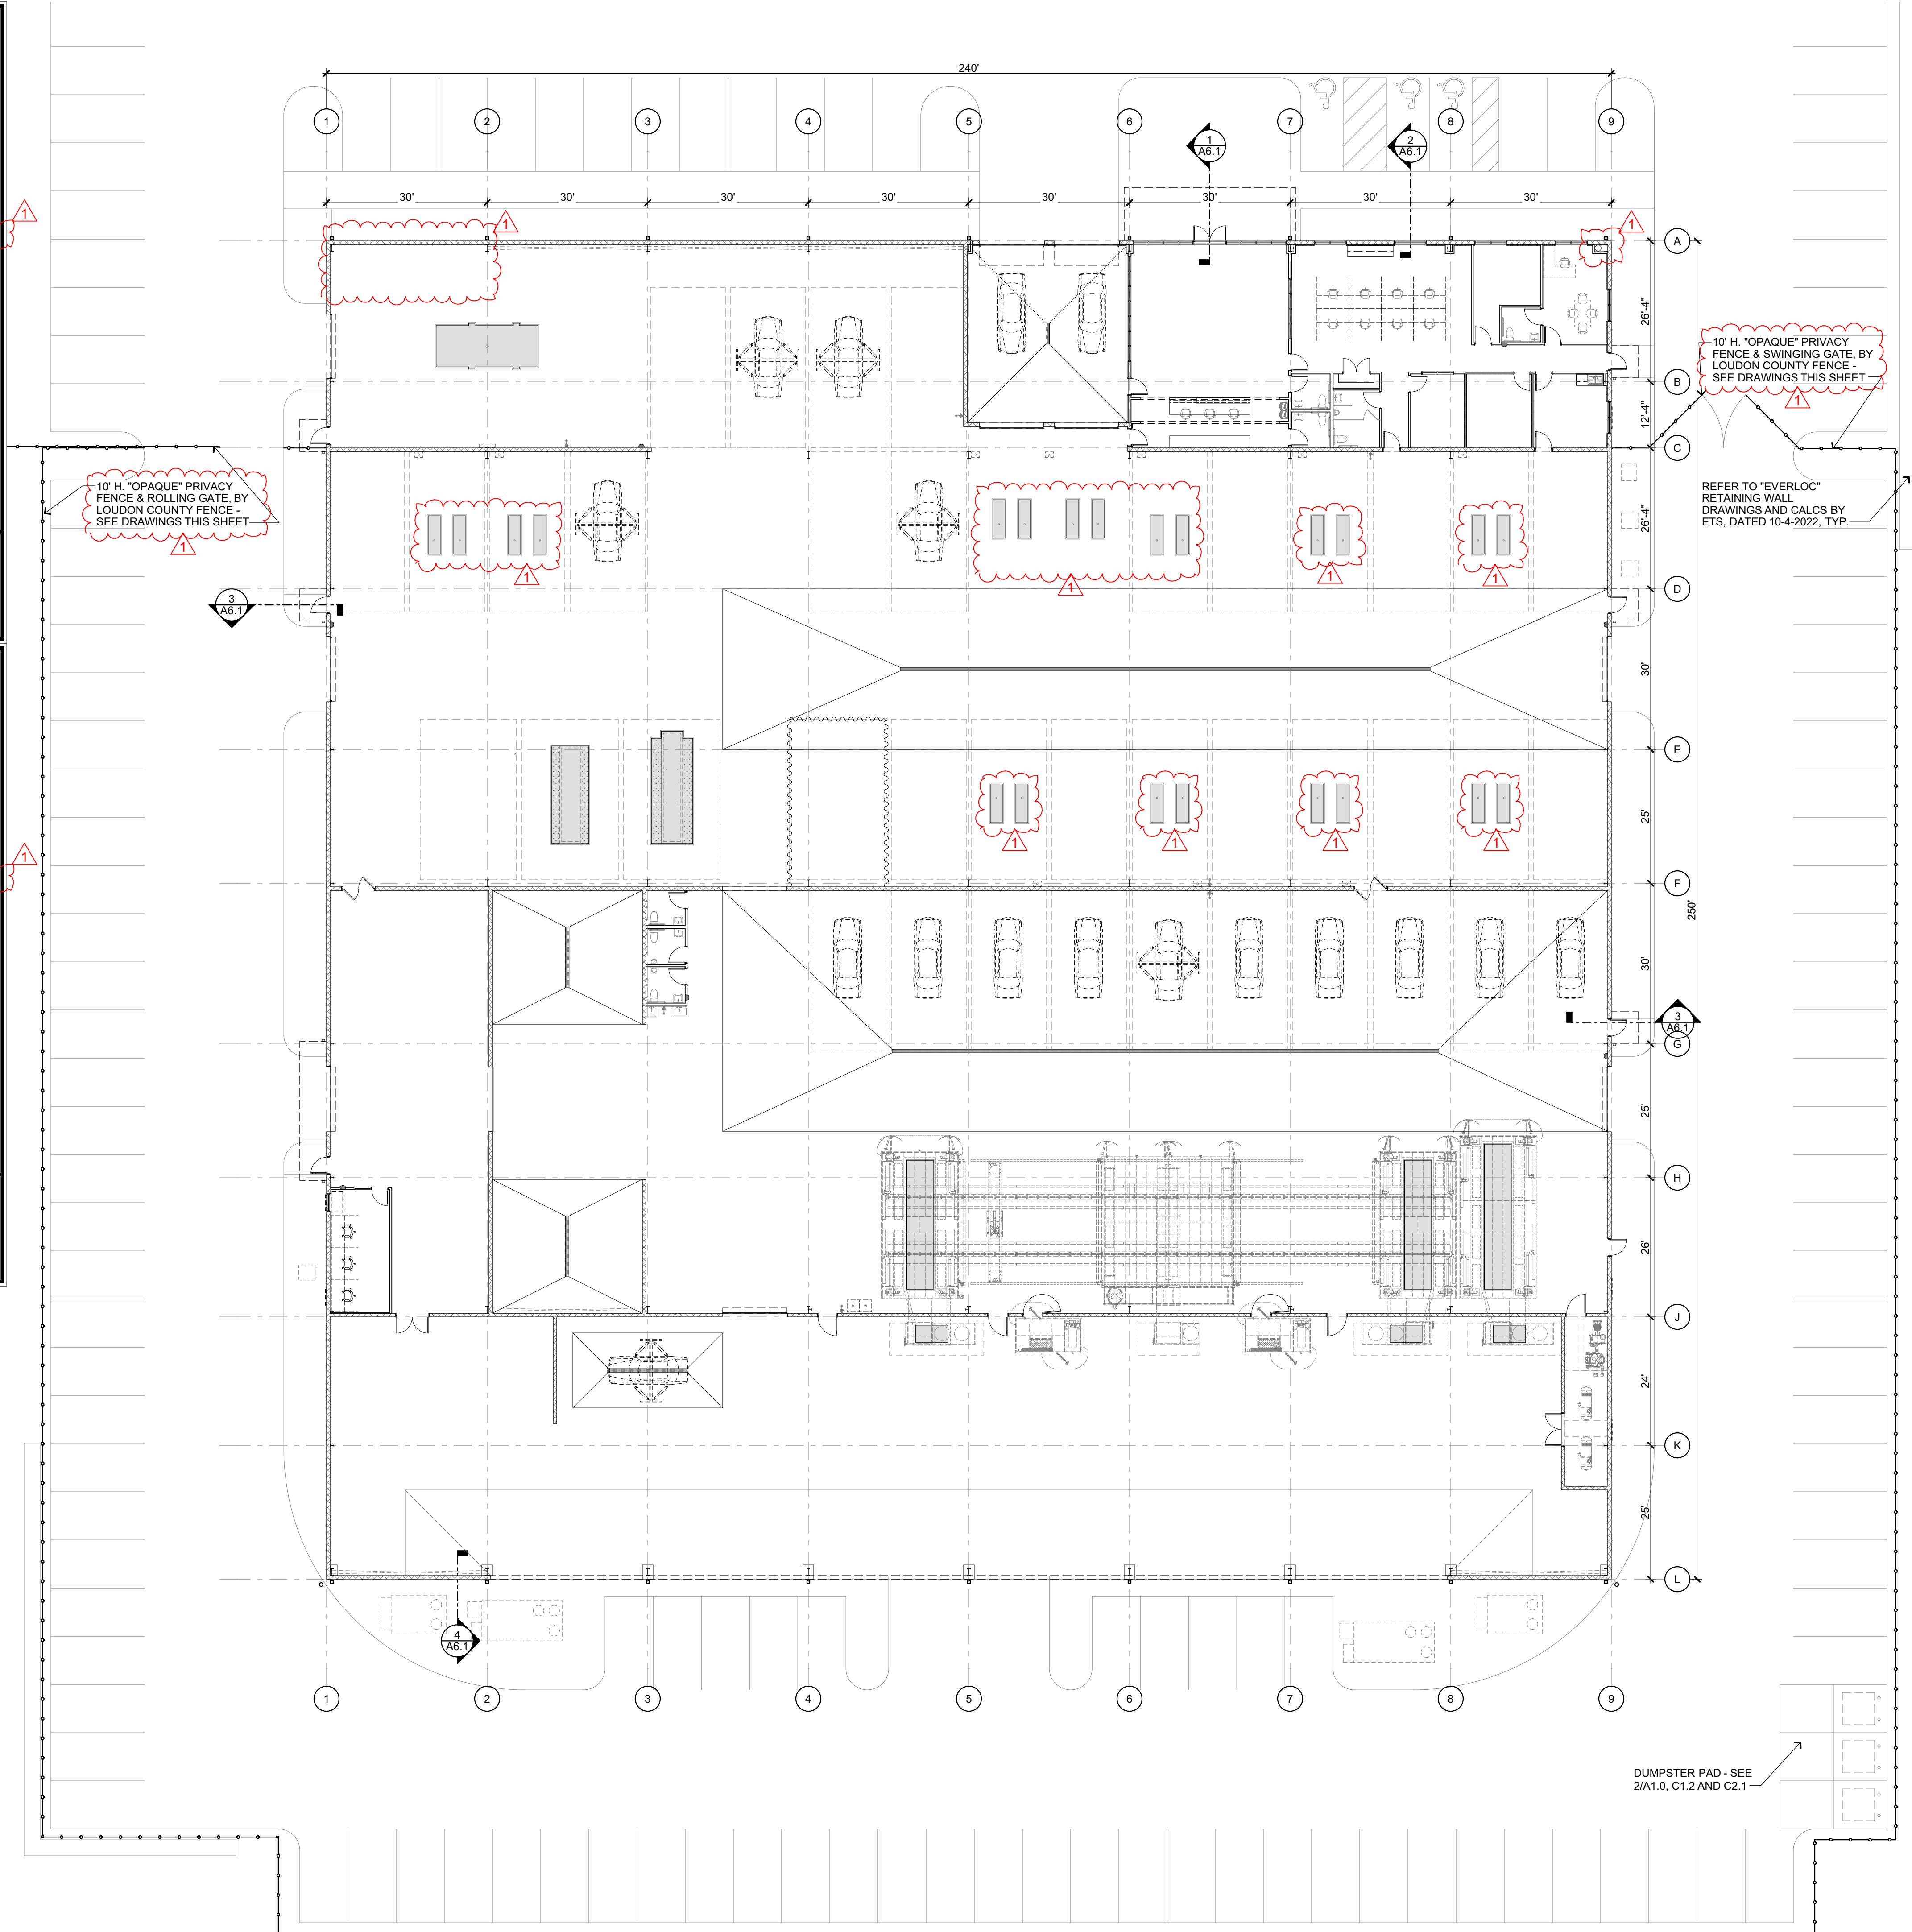 240'
1
2
3
4
5
6
7
8
9
1
A6.1
2
A6.1
30'
30'
30'
30'
30'
30'
30'
30'
1
1
1
A
26'-4"
10' H. "OPAQUE" PRIVACY
FENCE & SWINGING GATE, BY
LOUDON COUNTY FENCE -
SEE DRAWINGS THIS SHEET
1
B
12'-4"
C
10' H. "OPAQUE" PRIVACY
FENCE & ROLLING GATE, BY
LOUDON COUNTY FENCE -
SEE DRAWINGS THIS SHEET
1
REFER TO "EVERLOC"
RETAINING WALL
DRAWINGS AND CALCS BY
ETS, DATED 10-4-2022, TYP.
26'-4"
1
1
1
1
D
3
A6.1
30'
E
25'
1
1
1
1
1
F
250'
30'
3
A6.1
G
25'
H
26'
J
24'
K
25'
L
4
A6.1
1
2
3
4
5
6
7
8
9
DUMPSTER PAD - SEE
2/A1.0, C1.2 AND C2.1